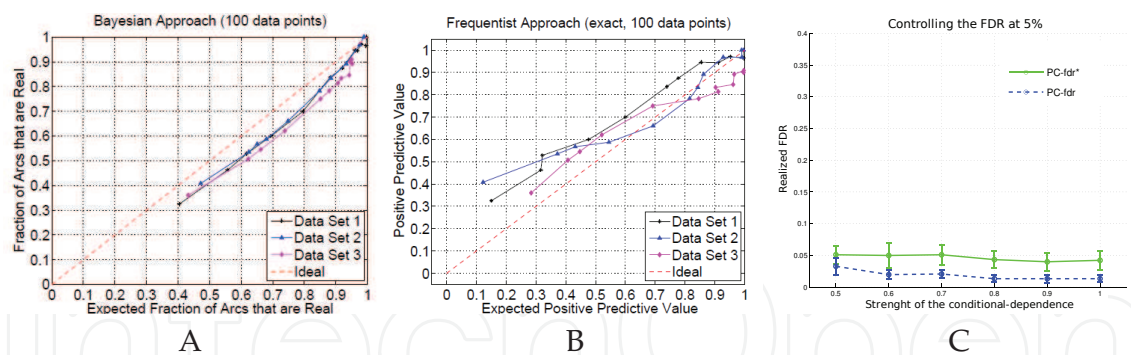 Bayesian Approach (100 data points)
Fraction of Arcs that are Real
1
0.9
0.8
0.7
0.6
0.5
0.4
0.3
0.2
0.1
0
0 0.1 0.2 0.3 0.4 0.5 0.6 0.7 0.8 0.9 1
Expected Fraction of Arcs that are Real
Data Set 1
Data Set 2
Data Set 3
Ideal
A
Frequentist Approach (exact, 100 data points)
Positive Predictive Value
1
0.9
0.8
0.7
0.6
0.5
0.4
0.3
0.2
0.1
0
0 0.1 0.2 0.3 0.4 0.5 0.6 0.7 0.8 0.9 1
Expected Positive Predictive Value
Data Set 1
Data Set 2
Data Set 3
Ideal
B
Controlling the FDR at 5%
Realized FDR
0.4
0.35
0.3
0.25
0.2
0.15
0.1
0.05
0
PC-fdr*
PC-fdr
0.5 0.6 0.7 0.8 0.9 1
Strenght of the conditional-dependence
C